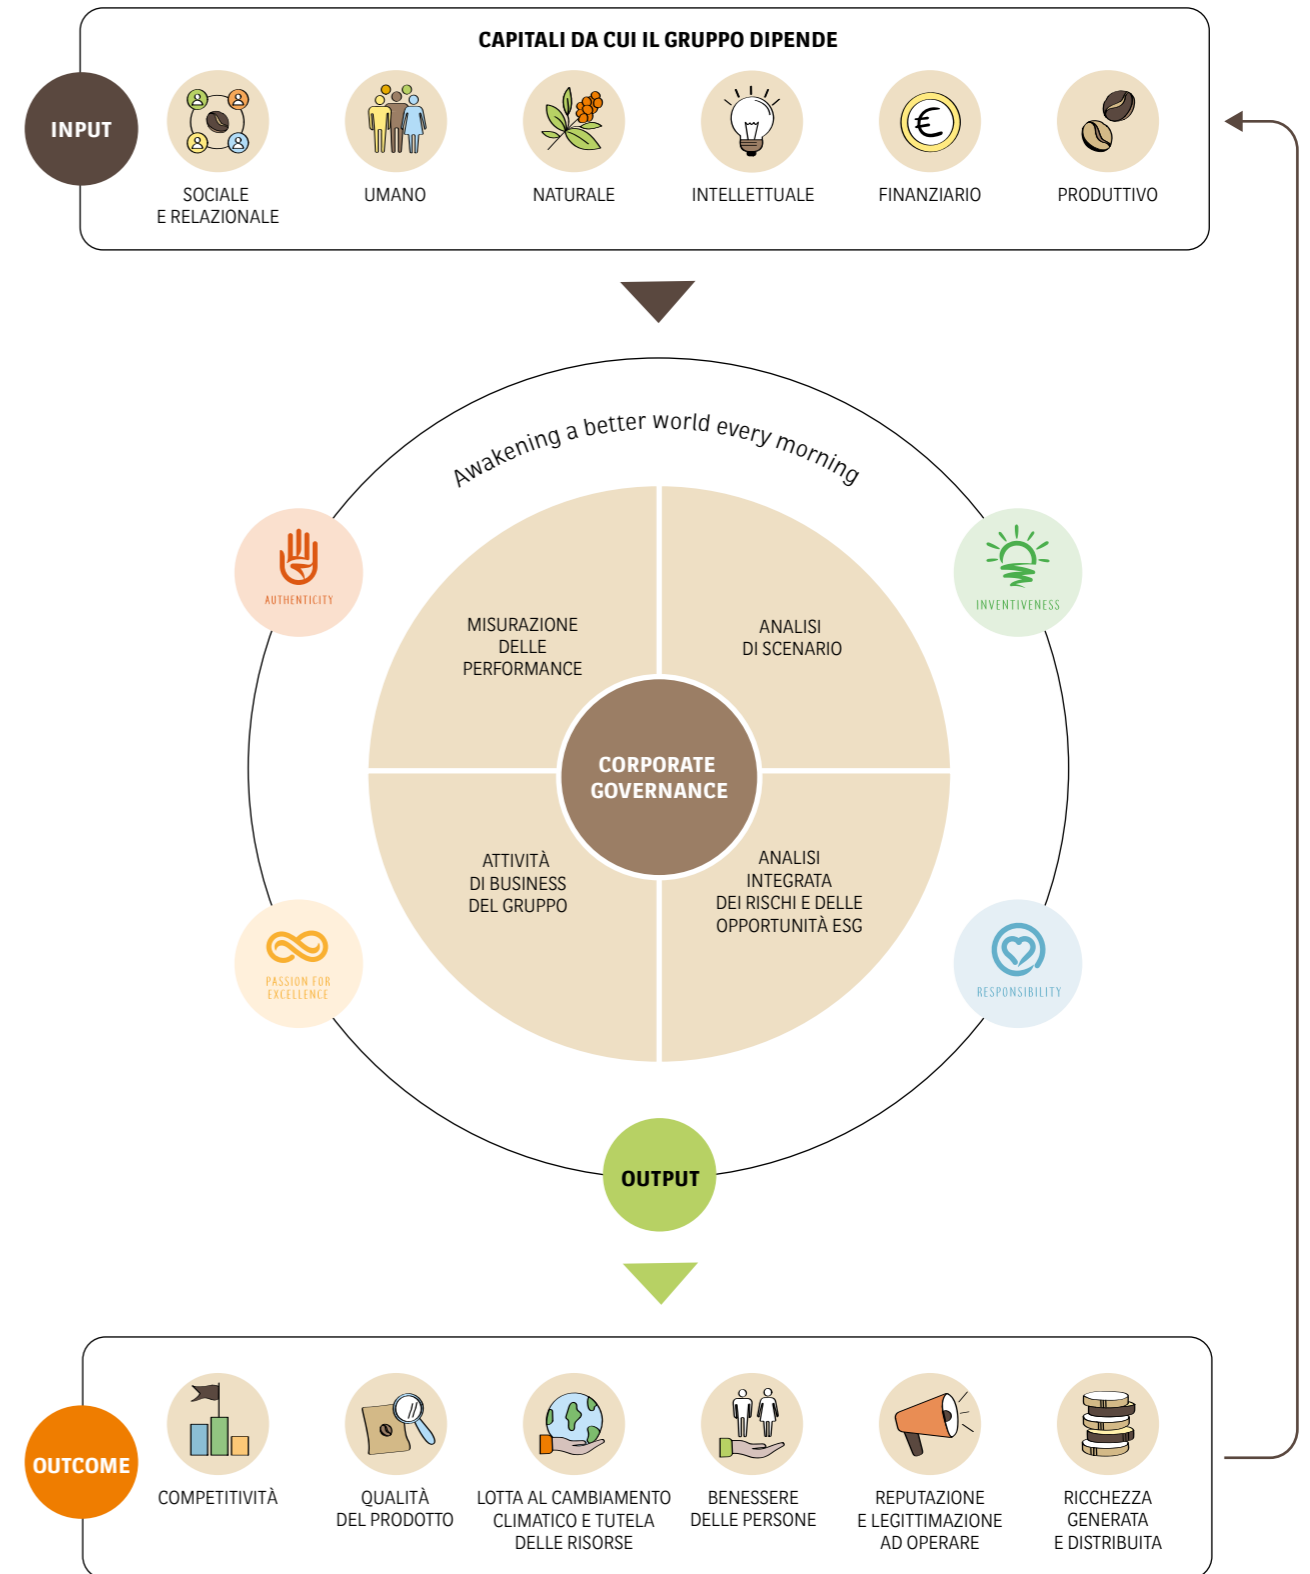 CAPITALI DA CUI IL GRUPPO DIPENDE
INPUT
SOCIALE
E RELAZIONALE
UMANO
NATURALE
INTELLETTUALE
FINANZIARIO
PRODUTTIVO
Awakening a better world every morning
AUTHENTICITY
INVENTIVENESS
MISURAZIONE
DELLE
PERFORMANCE
ANALISI
DI SCENARIO
CORPORATE
GOVERNANCE
ATTIVITÀ
DI BUSINESS
DEL GRUPPO
ANALISI
INTEGRATA
DEI RISCHI E DELLE
OPPORTUNITÀ ESG
PASSION FOR
EXCELLENCE
RESPONSIBILITY
OUTPUT
OUTCOME
COMPETITIVITÀ
QUALITÀ
DEL PRODOTTO
LOTTA AL CAMBIAMENTO
CLIMATICO E TUTELA
DELLE RISORSE
BENESSERE
DELLE PERSONE
REPUTAZIONE
E LEGITTIMAZIONE
AD OPERARE
RICCHEZZA
GENERATA
E DISTRIBUITA